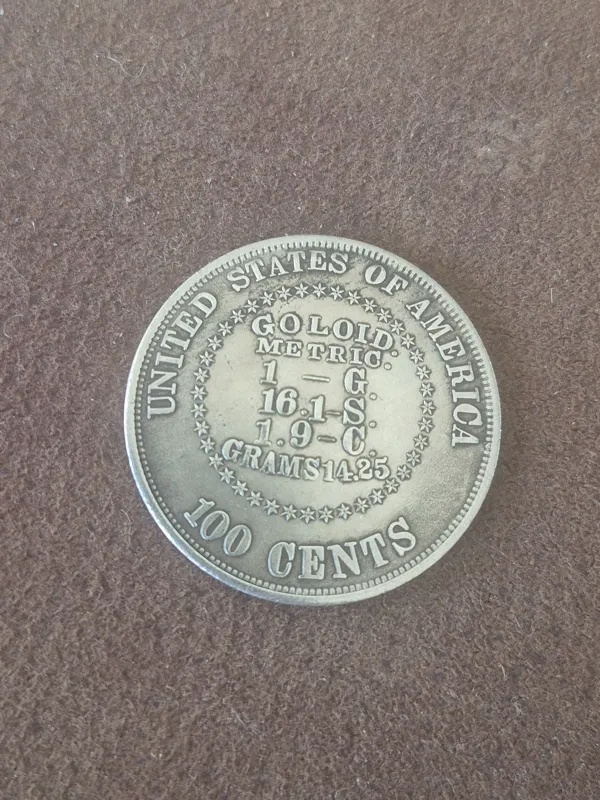 UNITED STATES OF AMERICA
GOLOID.
METRIC.
1 – G.
16.1–S.
1.9–C.
GRAMS 14.25
100 CENTS